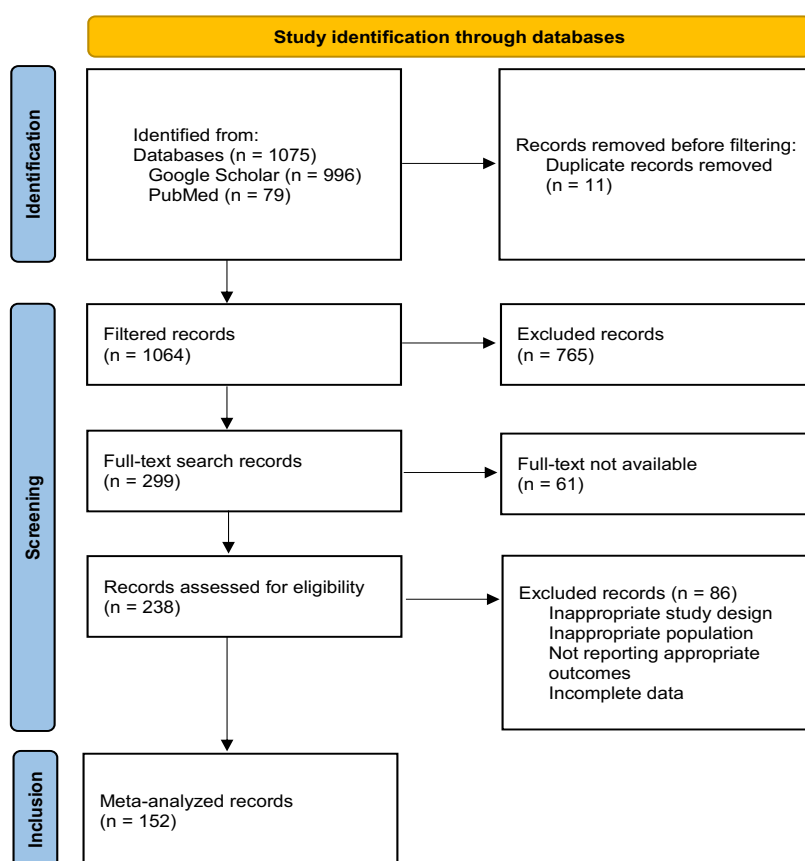 Study identification through databases
Identification
Identified from:
Databases (n = 1075)
Google Scholar (n = 996)
PubMed (n = 79)
Records removed before filtering:
Duplicate records removed
(n = 11)
Screening
Filtered records
(n = 1064)
Excluded records
(n = 765)
Full-text search records
(n = 299)
Full-text not available
(n = 61)
Records assessed for eligibility
(n = 238)
Excluded records (n = 86)
Inappropriate study design
Inappropriate population
Not reporting appropriate
outcomes
Incomplete data
Inclusion
Meta-analyzed records
(n = 152)